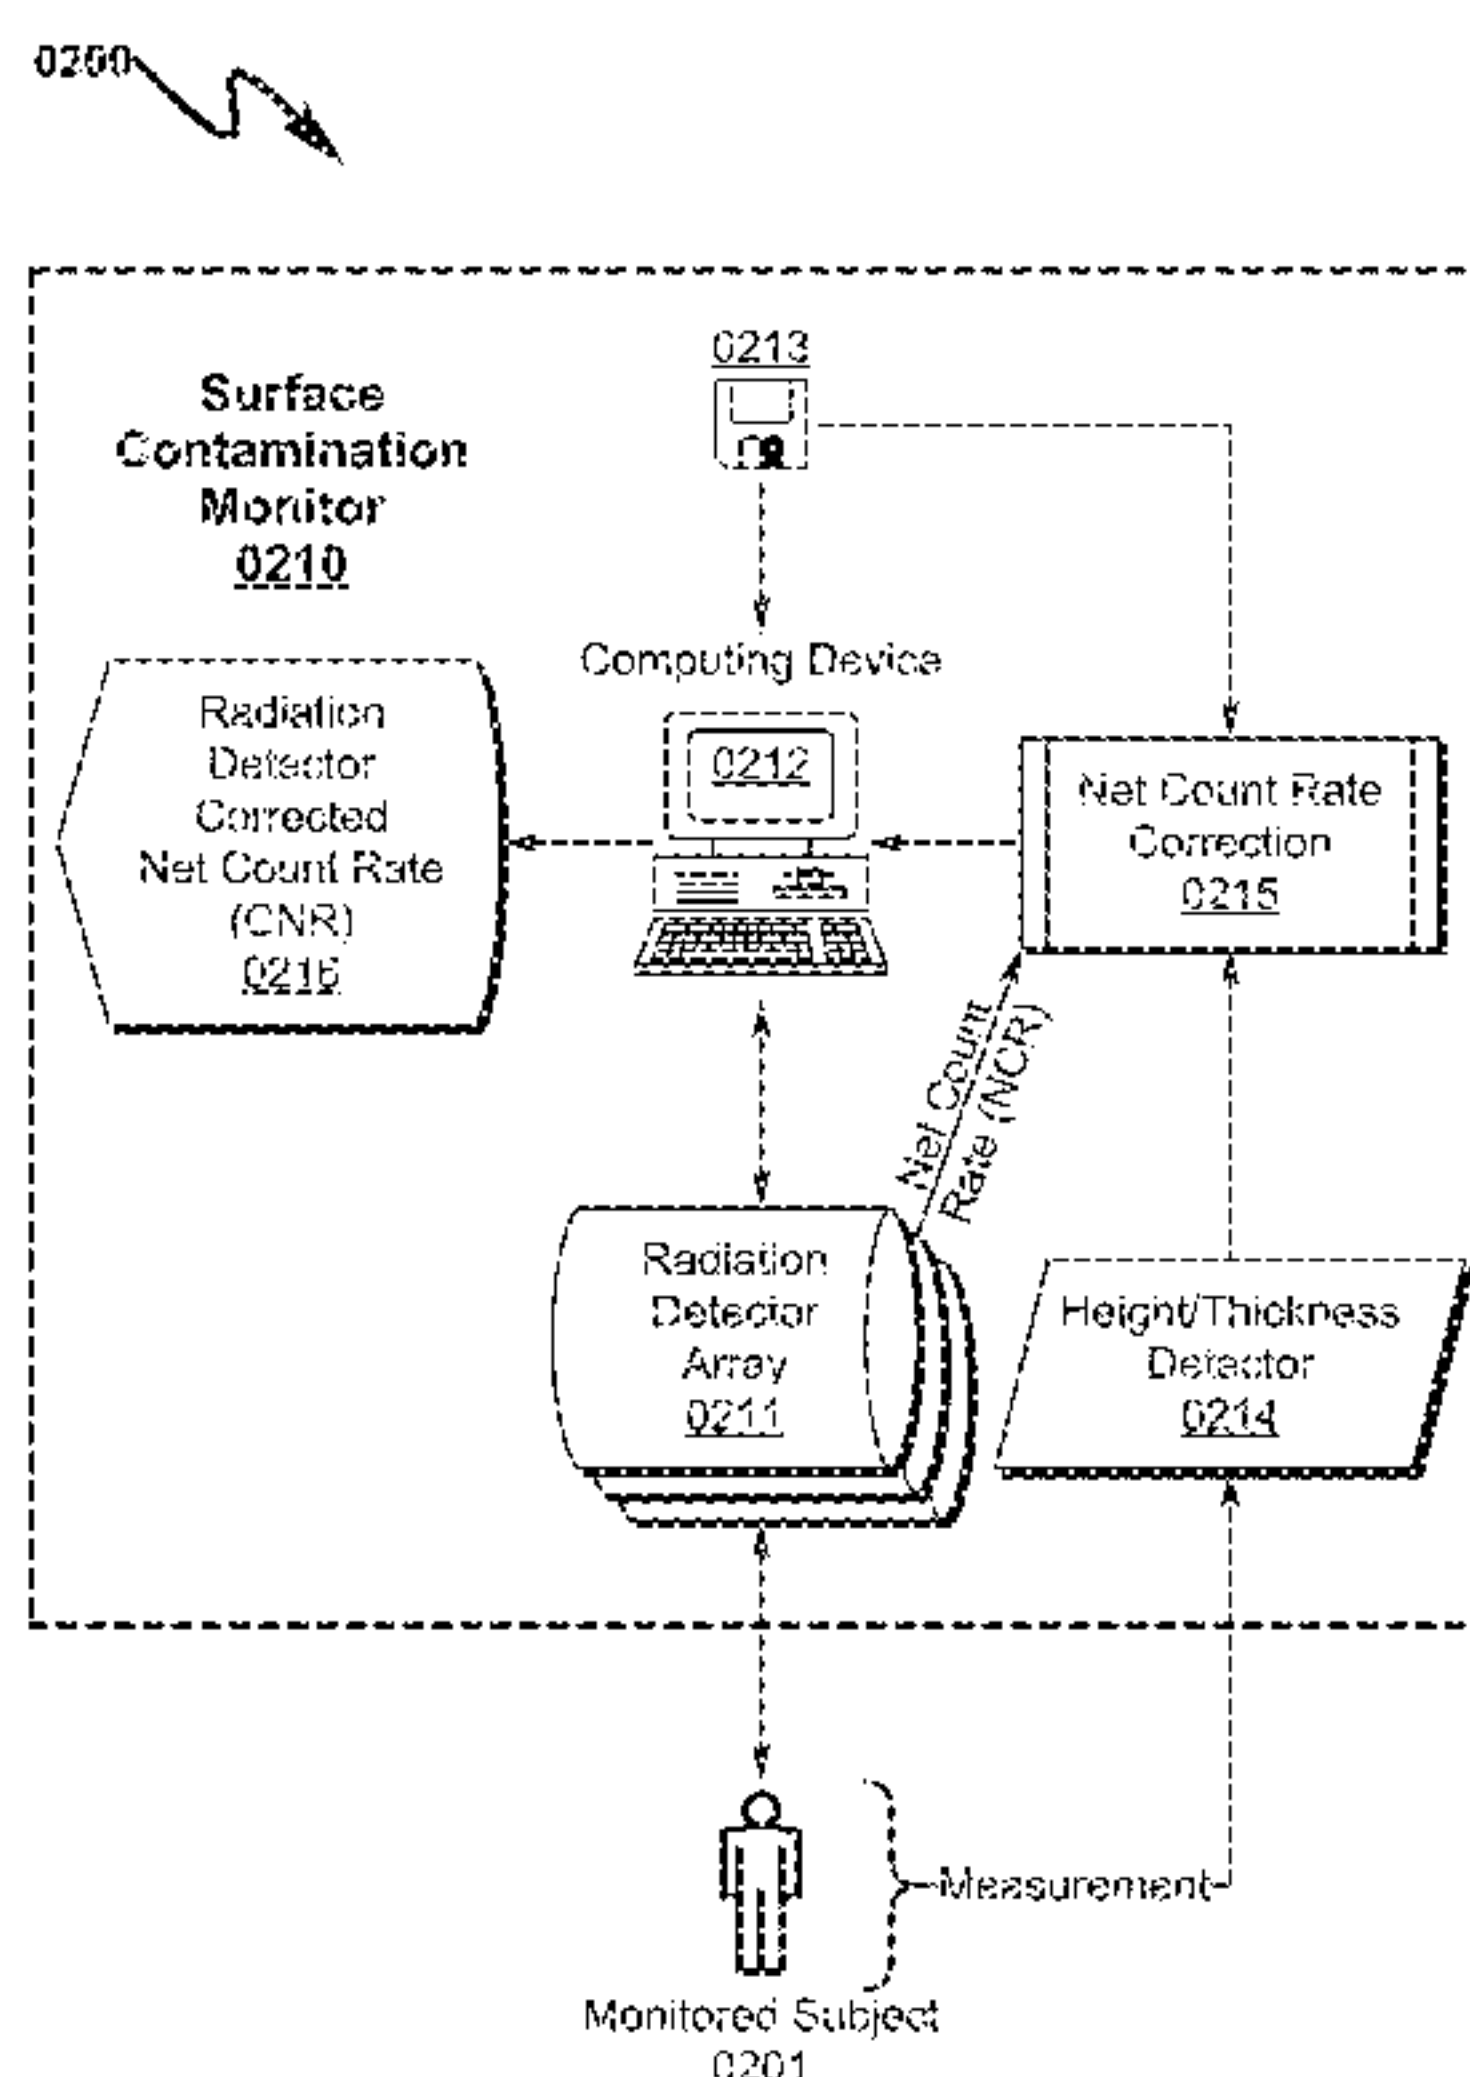 0200
0213
Surface
Contamination
Monitor
0210
Computing Device
0212
Radiation
Detector
Corrected
Net Count Rate
(CNR)
0216
Net Count Rate
Correction
0215
Net Count
Rate (NCR)
Radiation
Detector
Array
0211
Height/Thickness
Detector
0214
Measurement
Monitored Subject
0201